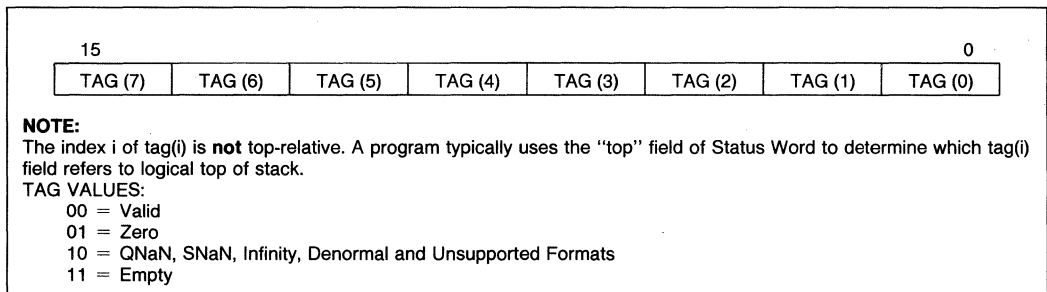 15 0
TAG (7) TAG (6) TAG (5) TAG (4) TAG (3) TAG (2) TAG (1) TAG (0)
NOTE:
The index i of tag(i) is not top-relative. A program typically uses the “top” field of Status Word to determine which tag(i)
field refers to logical top of stack.
TAG VALUES:
00 = Valid
01 = Zero
10 = QNaN, SNaN, Infinity, Denormal and Unsupported Formats
11 = Empty